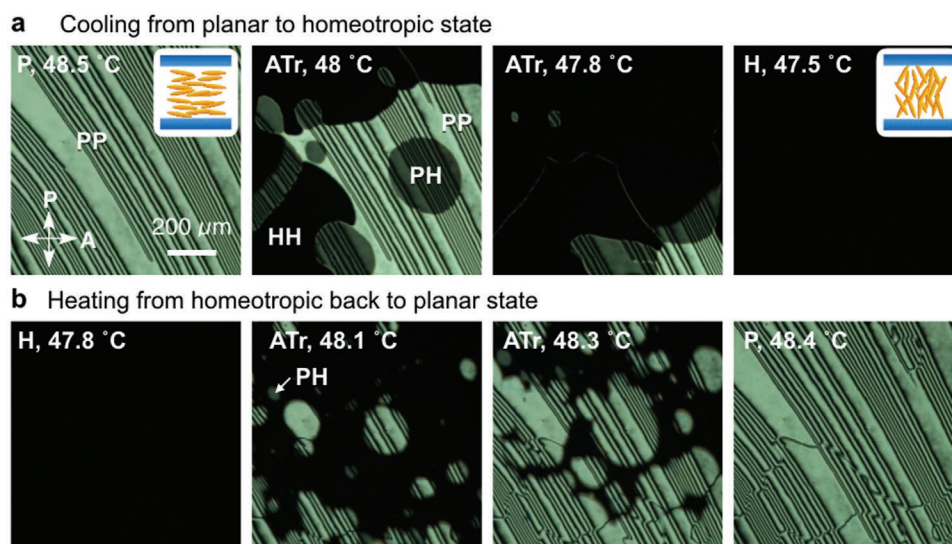 a Cooling from planar to homeotropic state
P, 48.5 ˚C
ATr, 48 ˚C
ATr, 47.8 ˚C
H, 47.5 ˚C
PP
PP
PH
P
A
200 µm
HH
b Heating from homeotropic back to planar state
H, 47.8 ˚C
ATr, 48.1 ˚C
ATr, 48.3 ˚C
P, 48.4 ˚C
PH